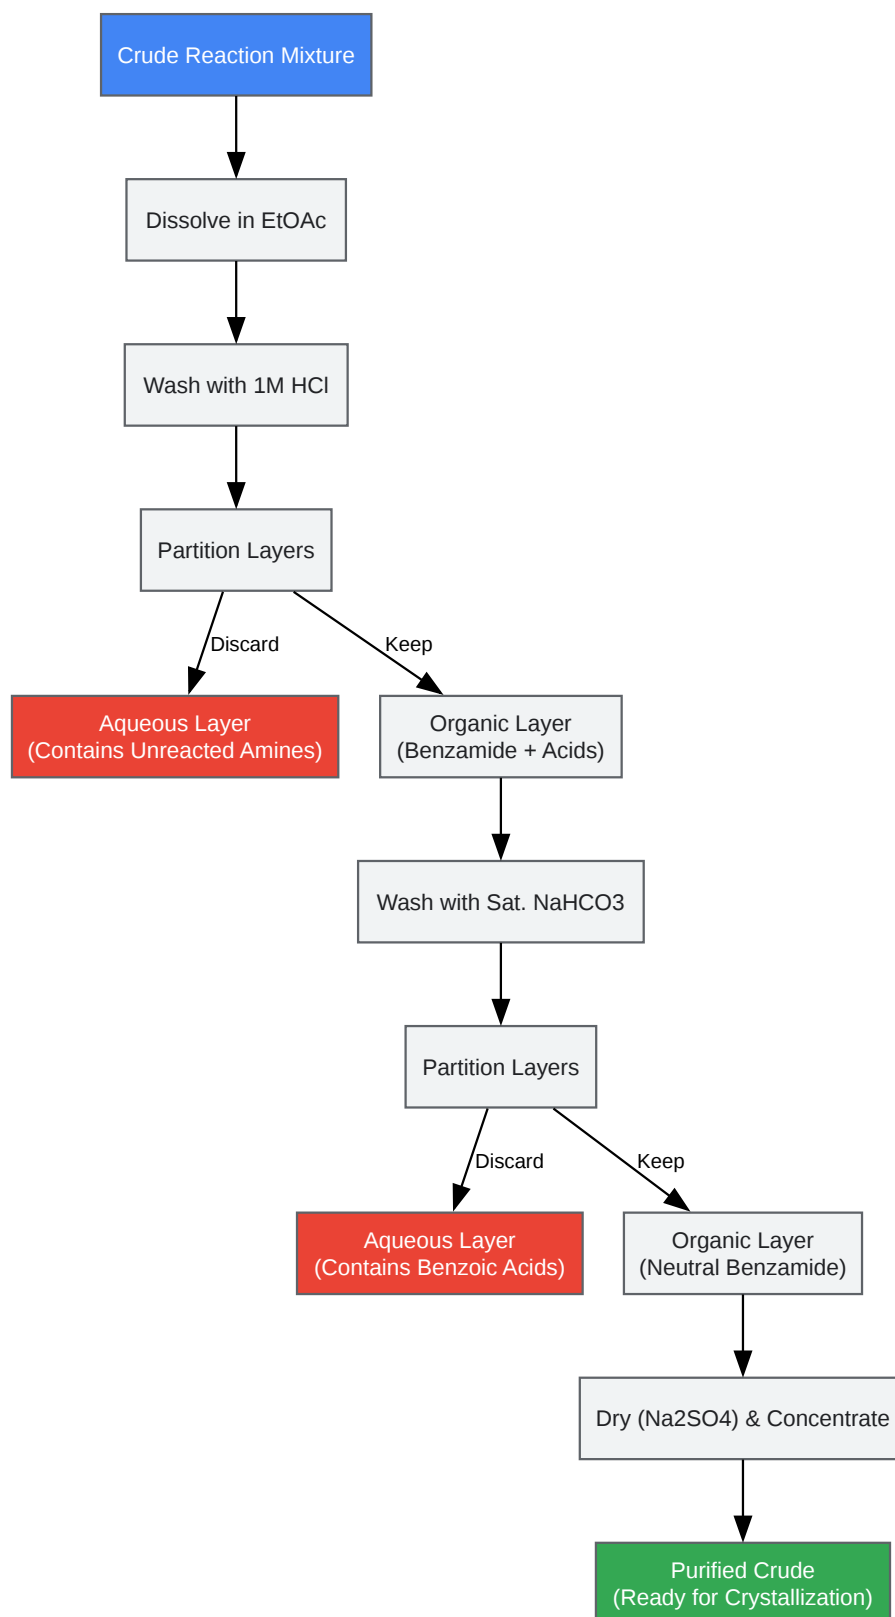 Crude Reaction Mixture
Dissolve in EtOAc
Wash with 1M HCl
Partition Layers
Discard
Keep
Aqueous Layer
(Contains Unreacted Amines)
Organic Layer
(Benzamide + Acids)
Wash with Sat. NaHCO3
Partition Layers
Discard
Keep
Aqueous Layer
(Contains Benzoic Acids)
Organic Layer
(Neutral Benzamide)
Dry (Na2SO4) & Concentrate
Purified Crude
(Ready for Crystallization)